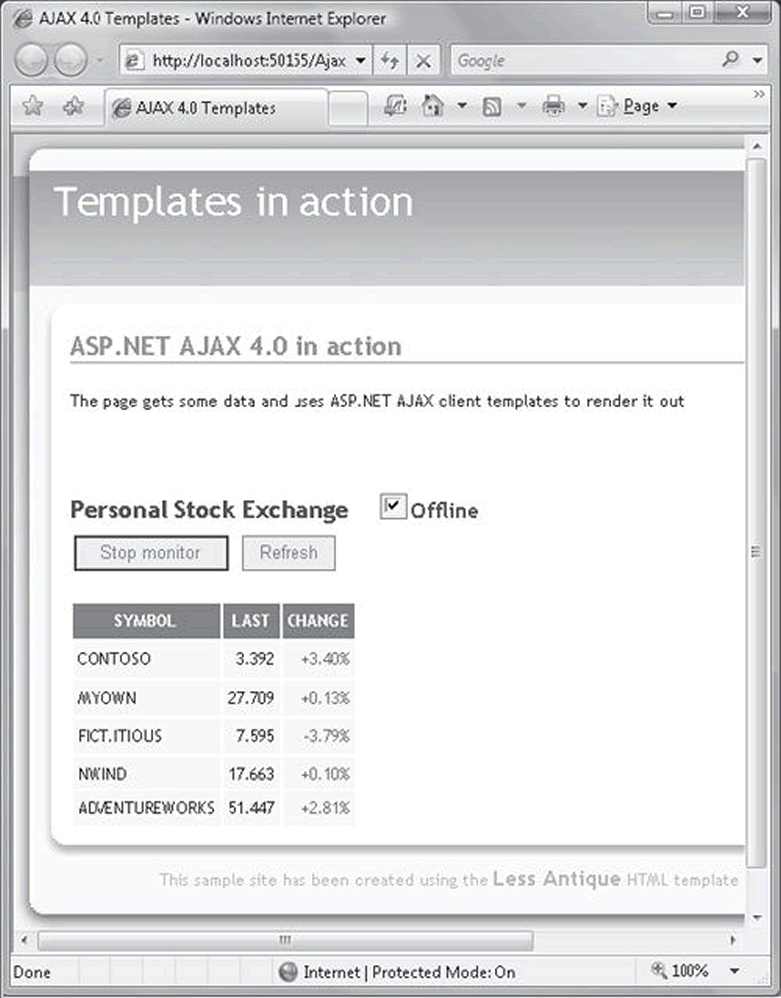 AJAX 4.0 Templates - Windows Internet Explorer
http://localhost:50135/Ajax
Google
AJAX 4.0 Templates
Page
Templates in action
ASP.NET AJAX 4.0 in action
The page gets some data and uses ASP.NET AJAX client templates to render it out
Personal Stock Exchange Offline
Stop monitor Refresh
SYMBOL LAST CHANGE
CONTOSO 3.392 +3.40%
MYOWN 27.709 +0.13%
FICT.ITIOUS 7.595 -3.79%
NWIND 17.663 +0.10%
ADVENTUREWORKS 51.447 +2.81%
This sample site has been created using the Less Antique HTML template
Done Internet | Protected Mode: On 100%